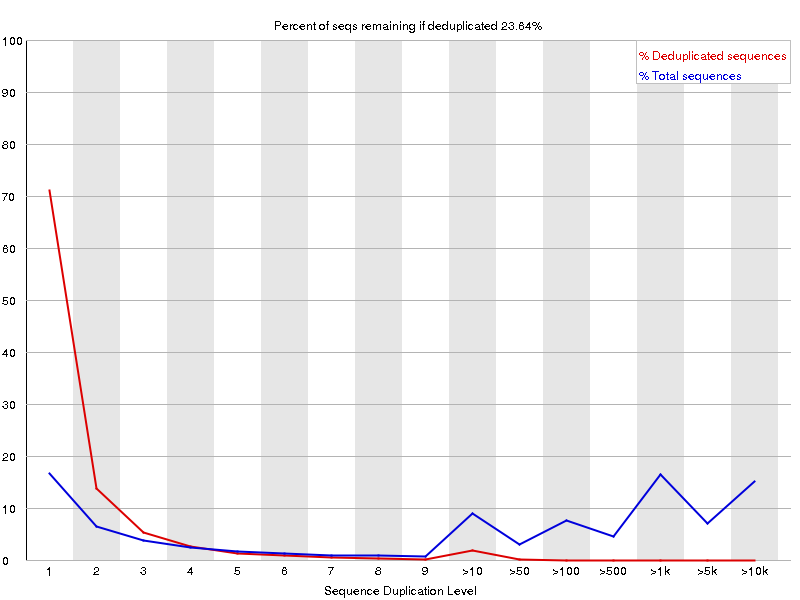 Percent of seqs remaining if deduplicated 23.64%
% Deduplicated sequences
% Total sequences
100
90
80
70
60
50
40
30
20
10
0
1 2 3 4 5 6 7 8 9 >10 >50 >100 >500 >1k >5k >10k
Sequence Duplication Level